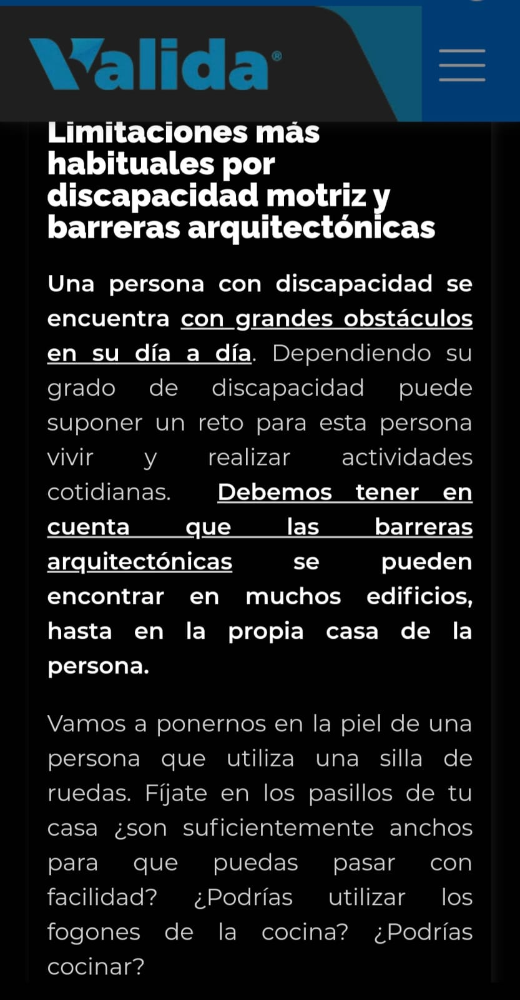 Valida®
Limitaciones más
habituales por
discapacidad motriz y
barreras arquitectónicas
Una persona con discapacidad se
encuentra con grandes obstáculos
en su día a día. Dependiendo su
grado de discapacidad puede
suponer un reto para esta persona
vivir y realizar actividades
cotidianas. Debemos tener en
cuenta que las barreras
arquitectónicas se pueden
encontrar en muchos edificios,
hasta en la propia casa de la
persona.
Vamos a ponernos en la piel de una
persona que utiliza una silla de
ruedas. Fíjate en los pasillos de tu
casa ¿son suficientemente anchos
para que puedas pasar con
facilidad? ¿Podrías utilizar los
fogones de la cocina? ¿Podrías
cocinar?